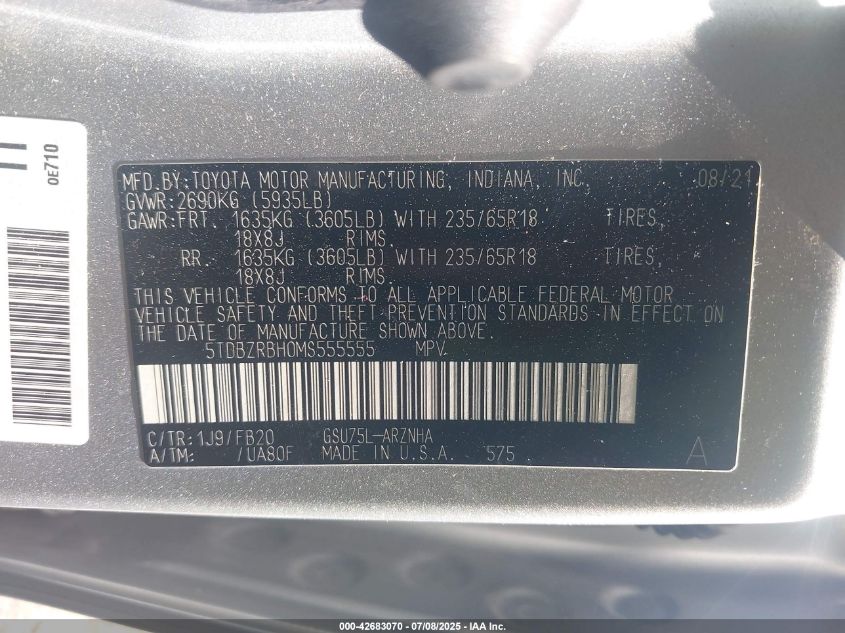 0E710
MFD.BY:TOYOTA MOTOR MANUFACTURING, INDIANA, INC. 08/21
GVWR:2690KG (5935LB)
GAWR:FRT. 1635KG (3605LB) WITH 235/65R18 TIRES,
18X8J RIMS.
RR. 1635KG (3605LB) WITH 235/65R18 TIRES,
18X8J RIMS.
THIS VEHICLE CONFORMS TO ALL APPLICABLE FEDERAL MOTOR
VEHICLE SAFETY AND THEFT PREVENTION STANDARDS IN EFFECT ON
THE DATE OF MANUFACTURE SHOWN ABOVE.
5TDBZRBH0MS555555 MPV
C/TR:1J9/FB20 GSU75L-ARZNHA
A/TM: /UA80F MADE IN U.S.A. 575 A
000-42683070 | 07/08/2025 | IAA Inc.